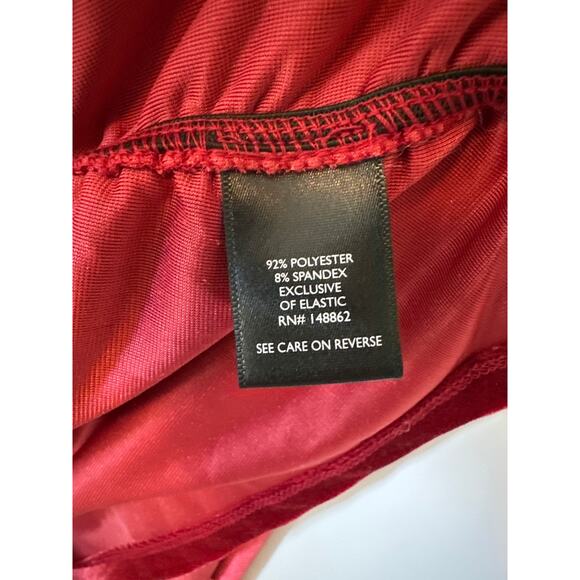 92% POLYESTER
8% SPANDEX
EXCLUSIVE
OF ELASTIC
RN# 148862
SEE CARE ON REVERSE